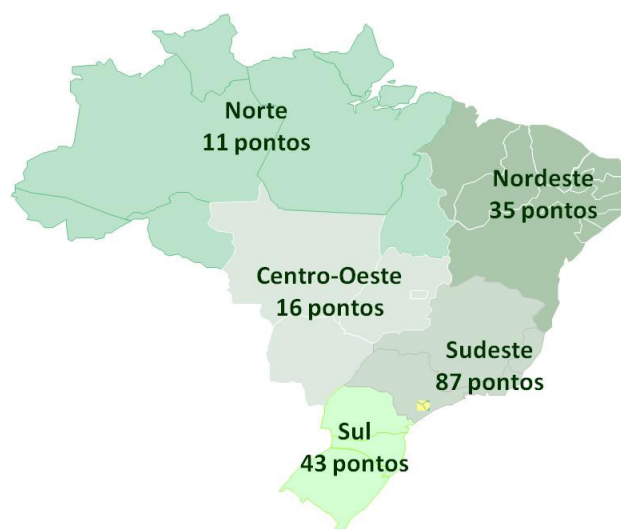 Norte
11 pontos
Nordeste
35 pontos
Centro-Oeste
16 pontos
Sudeste
87 pontos
Sul
43 pontos